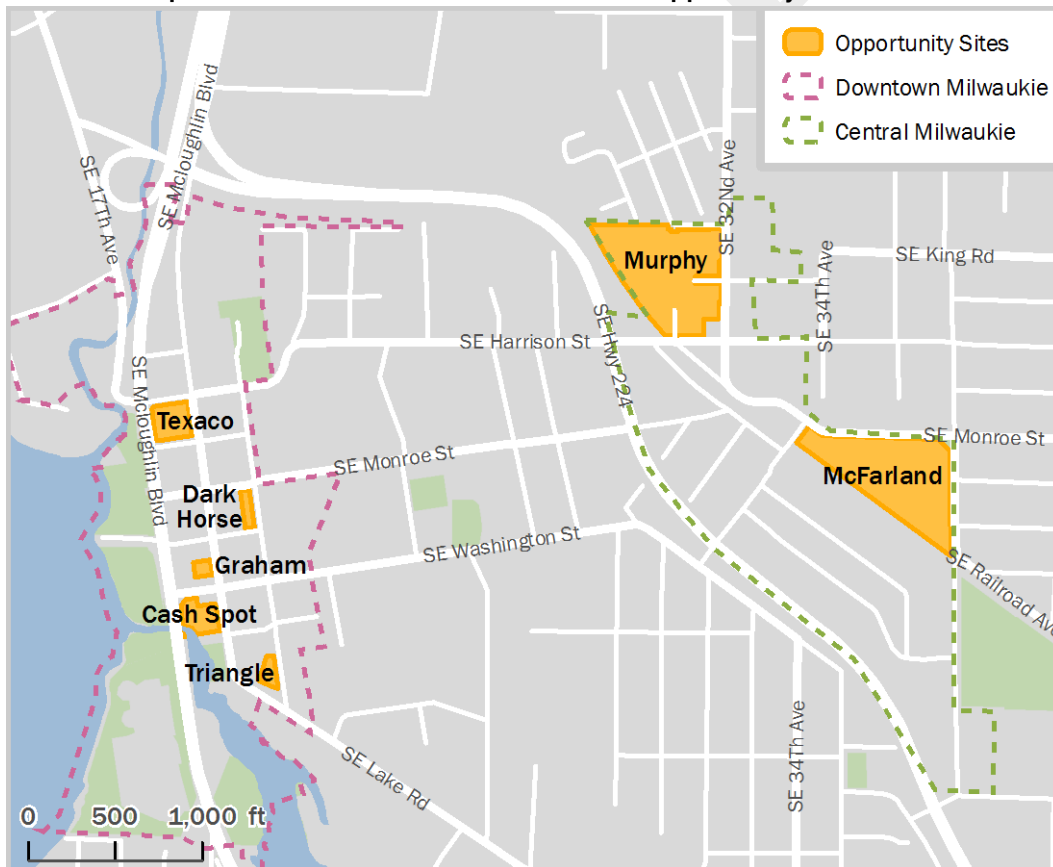 Opportunity Sites
Downtown Milwaukie
Central Milwaukie
SE Mcloughlin Blvd
SE 17Th Ave
SE 32Nd Ave
SE 34Th Ave
SE King Rd
Murphy
SE Hwy 224
SE Harrison St
SE Mcloughlin Blvd
Texaco
SE Monroe St
SE Monroe St
McFarland
Dark
Horse
SE Washington St
Graham
SE Railroad Ave
Cash Spot
Triangle
SE Lake Rd
SE 34Th Ave
0 500 1,000 ft